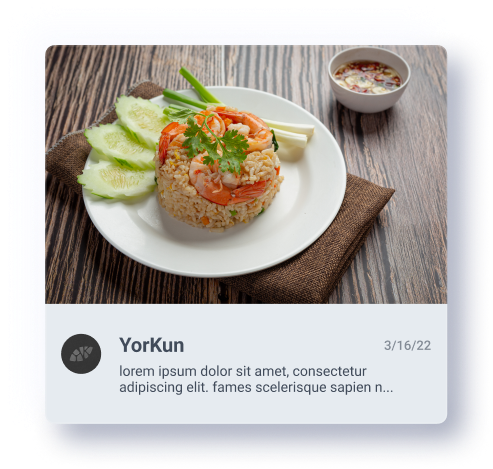 YorKun
3/16/22
lorem ipsum dolor sit amet, consectetur
adipiscing elit. fames scelerisque sapien n...